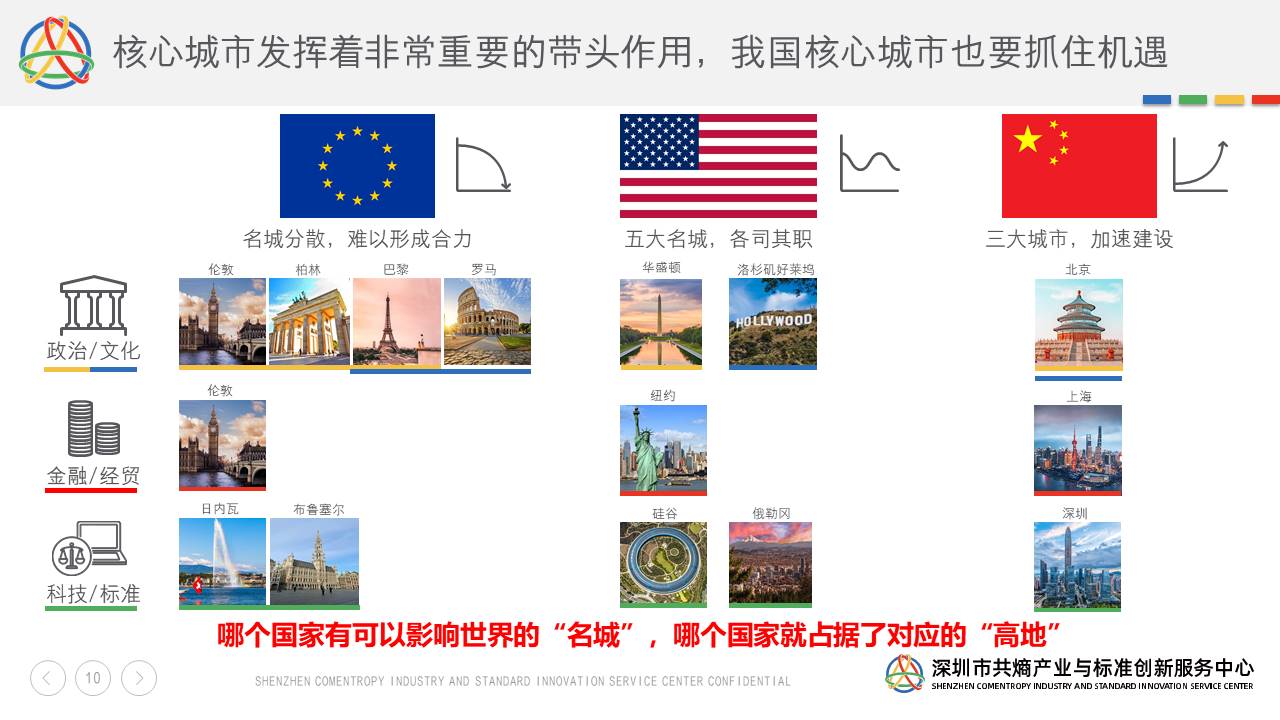 核心城市发挥着非常重要的带头作用，我国核心城市也要抓住机遇
名城分散，难以形成合力
五大名城，各司其职
三大城市，加速建设
政治/文化
伦敦
柏林
巴黎
罗马
华盛顿
洛杉矶好莱坞
HOLLYWOOD
北京
金融/经贸
伦敦
纽约
上海
科技/标准
日内瓦
布鲁塞尔
硅谷
俄勒冈
深圳
哪个国家有可以影响世界的“名城”，哪个国家就占据了对应的“高地”
10
SHENZHEN COMENTROPY INDUSTRY AND STANDARD INNOVATION SERVICE CENTER CONFIDENTIAL
深圳市共熵产业与标准创新服务中心
SHENZHEN COMENTROPY INDUSTRY AND STANDARD INNOVATION SERVICE CENTER